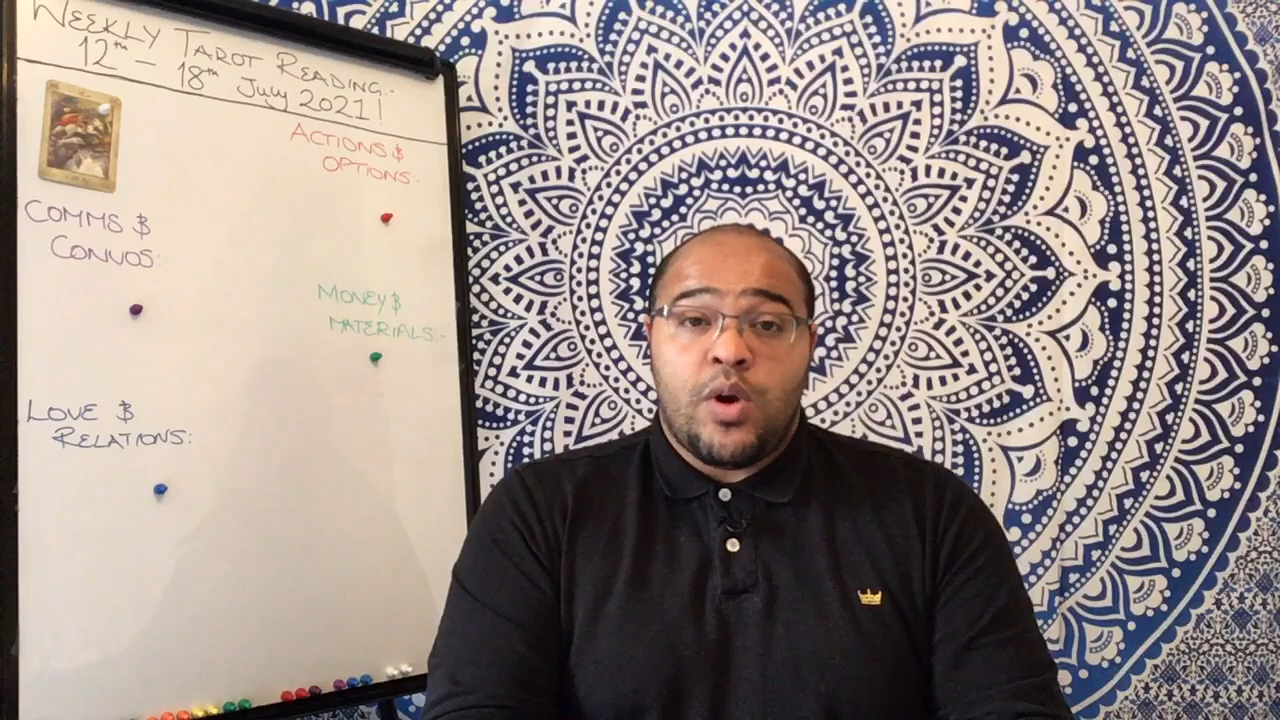 WEEKLY TAROT READING:-
12th - 18th July 2021!
ACTIONS &
OPTIONS:-
COMMS &
CONVOS:
MONEY &
MATERIALS:-
LOVE &
RELATIONS: